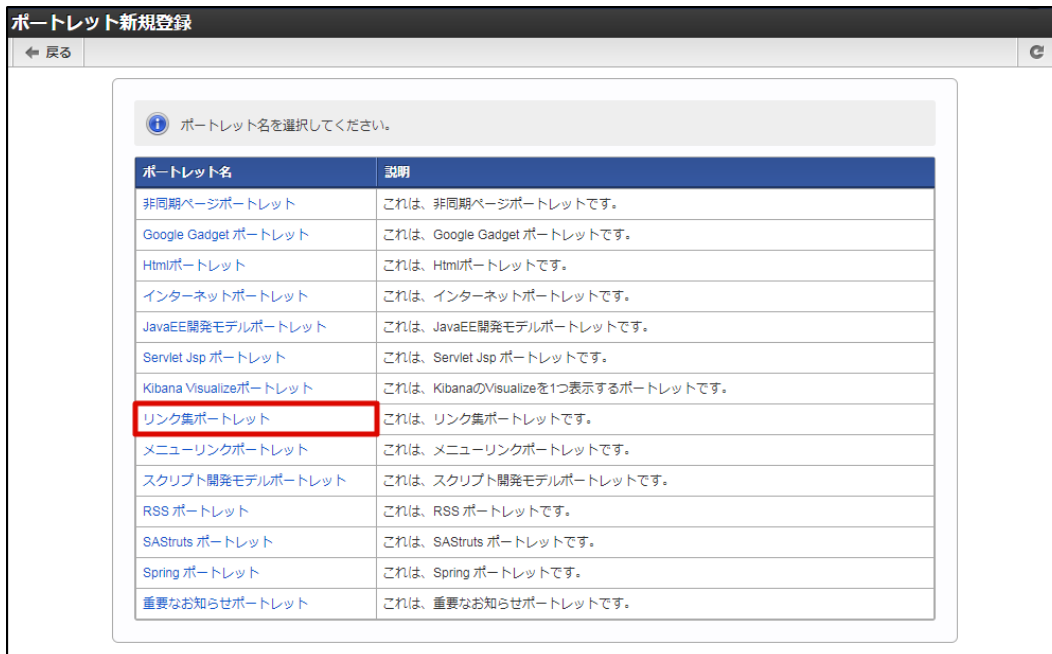 ポートレット新規登録
戻る
ポートレット名を選択してください。
ポートレット名 説明
非同期ページポートレット これは、非同期ページポートレットです。
Google Gadget ポートレット これは、Google Gadget ポートレットです。
Htmlポートレット これは、Htmlポートレットです。
インターネットポートレット これは、インターネットポートレットです。
JavaEE開発モデルポートレット これは、JavaEE開発モデルポートレットです。
Servlet Jsp ポートレット これは、Servlet Jsp ポートレットです。
Kibana Visualizeポートレット これは、KibanaのVisualizeを1つ表示するポートレットです。
リンク集ポートレット これは、リンク集ポートレットです。
メニューリンクポートレット これは、メニューリンクポートレットです。
スクリプト開発モデルポートレット これは、スクリプト開発モデルポートレットです。
RSS ポートレット これは、RSS ポートレットです。
SAStruts ポートレット これは、SAStruts ポートレットです。
Spring ポートレット これは、Spring ポートレットです。
重要なお知らせポートレット これは、重要なお知らせポートレットです。